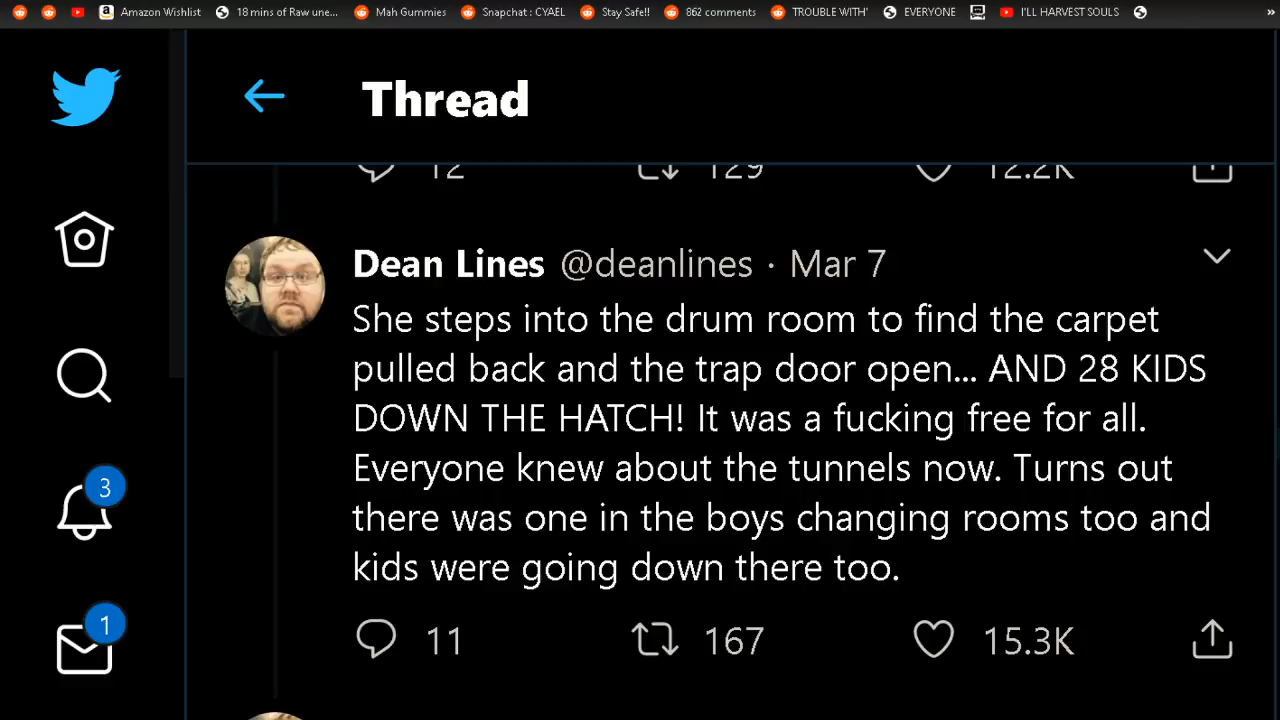 Amazon Wishlist 18 mins of Raw une... Mah Gummies Snapchat : CYAEL Stay Safe!! 862 comments TROUBLE WITH' EVERYONE I'LL HARVEST SOULS »
Thread
12 129 12.2K
Dean Lines @deanlines · Mar 7
She steps into the drum room to find the carpet
pulled back and the trap door open... AND 28 KIDS
DOWN THE HATCH! It was a fucking free for all.
Everyone knew about the tunnels now. Turns out
there was one in the boys changing rooms too and
kids were going down there too.
3
1
11 167 15.3K